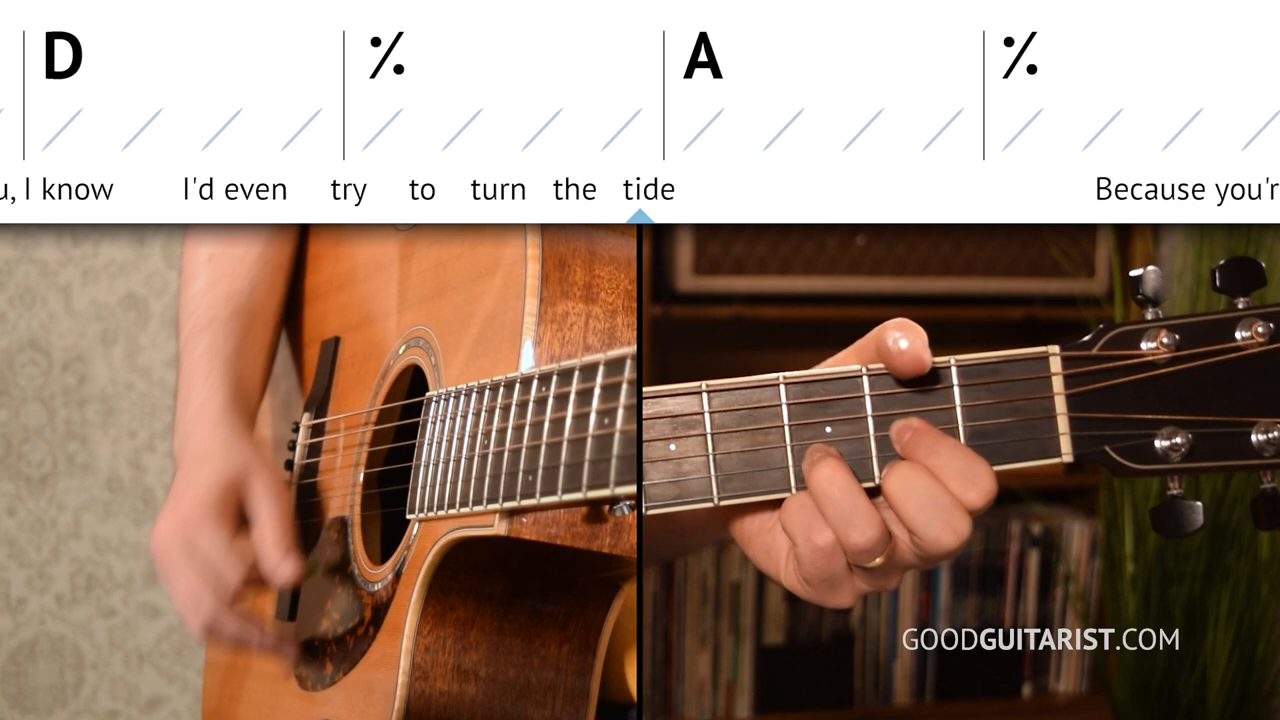 D % A %
u, I know I'd even try to turn the tide Because you'r
GOODGUITARIST.COM